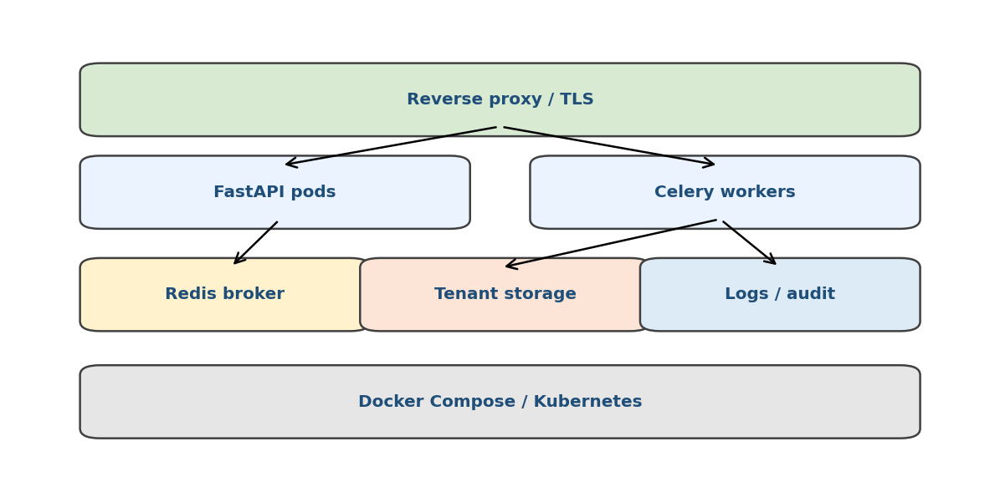 Reverse proxy / TLS
FastAPI pods
Celery workers
Redis broker
Tenant storage
Logs / audit
Docker Compose / Kubernetes